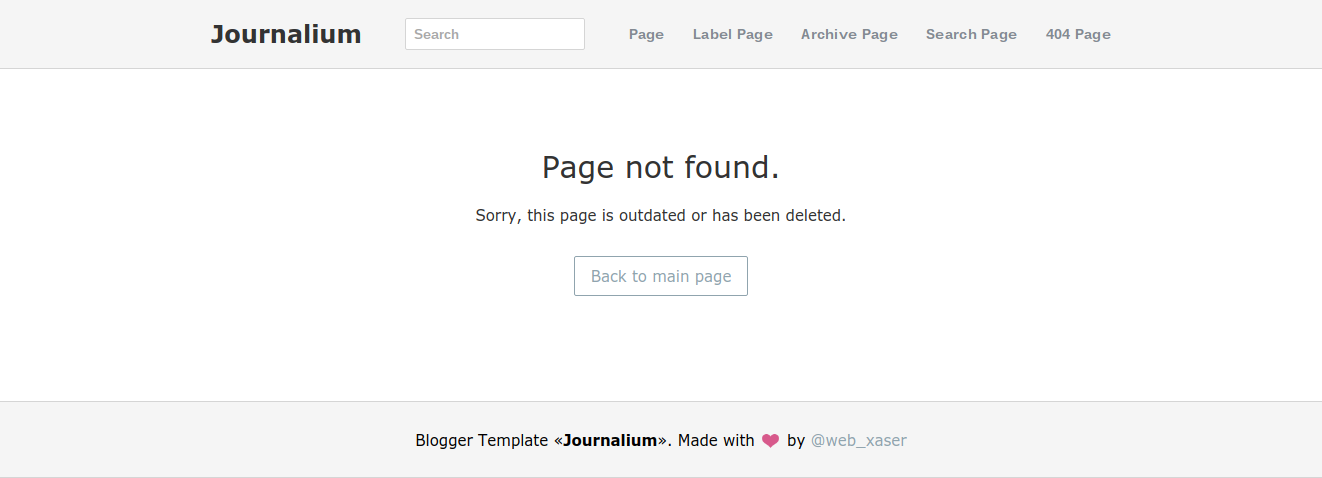 Journalium Search Page Label Page Archive Page Search Page 404 Page
Page not found.
Sorry, this page is outdated or has been deleted.
Back to main page
Blogger Template «Journalium». Made with ❤ by @web_xaser